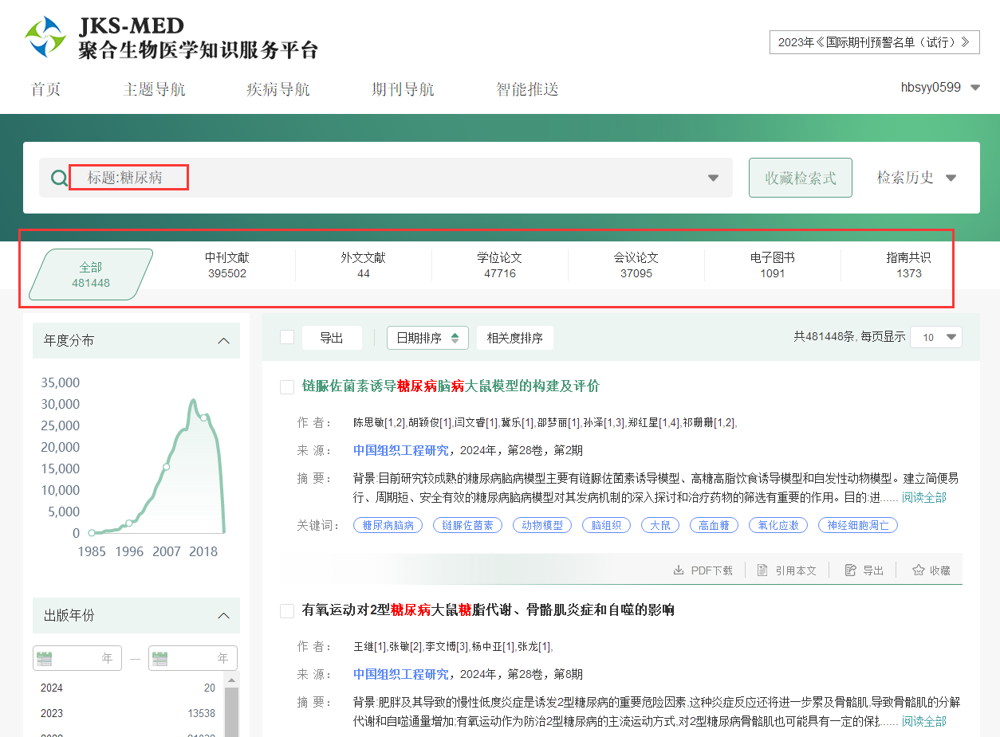 JKS-MED
聚合生物医学知识服务平台
2023年《国际期刊预警名单（试行）》
首页 主题导航 疾病导航 期刊导航 智能推送
hbsyy0599
标题:糖尿病
收藏检索式
检索历史
全部 中刊文献 外文文献 学位论文 会议论文 电子图书 指南共识
481448 395502 44 47716 37095 1091 1373
年度分布
35,000
30,000
25,000
20,000
15,000
10,000
5,000
0
1985 1996 2007 2018
出版年份
年 — 年
2024 20
2023 13538
导出 日期排序 相关度排序 共481448条, 每页显示 10
链脲佐菌素诱导糖尿病脑病大鼠模型的构建及评价
作 者： 陈思敏[1,2],胡颖俊[1],闫文睿[1],冀乐[1],邵梦丽[1],孙泽[1,3],郑红星[1,4],祁珊珊[1,2],
来 源： 中国组织工程研究，2024年，第28卷，第2期
摘 要： 背景:目前研究较成熟的糖尿病脑病模型主要有链脲佐菌素诱导模型、高糖高脂饮食诱导模型和自发性动物模型。建立简便易
行、周期短、安全有效的糖尿病脑病模型对其发病机制的深入探讨和治疗药物的筛选有重要的作用。目的:进...... 阅读全部
关键词： 糖尿病脑病 链脲佐菌素 动物模型 脑组织 大鼠 高血糖 氧化应激 神经细胞凋亡
PDF下载 引用本文 导出 收藏
有氧运动对2型糖尿病大鼠糖脂代谢、骨骼肌炎症和自噬的影响
作 者： 王继[1],张敏[2],李文博[3],杨中亚[1],张龙[1],
来 源： 中国组织工程研究，2024年，第28卷，第8期
摘 要： 背景:肥胖及其导致的慢性低度炎症是诱发2型糖尿病的重要危险因素,这种炎症反应还将进一步累及骨骼肌,导致骨骼肌的分解
代谢和自噬通量增加;有氧运动作为防治2型糖尿病的主流运动方式,对2型糖尿病骨骼肌也可能具有一定的保...... 阅读全部